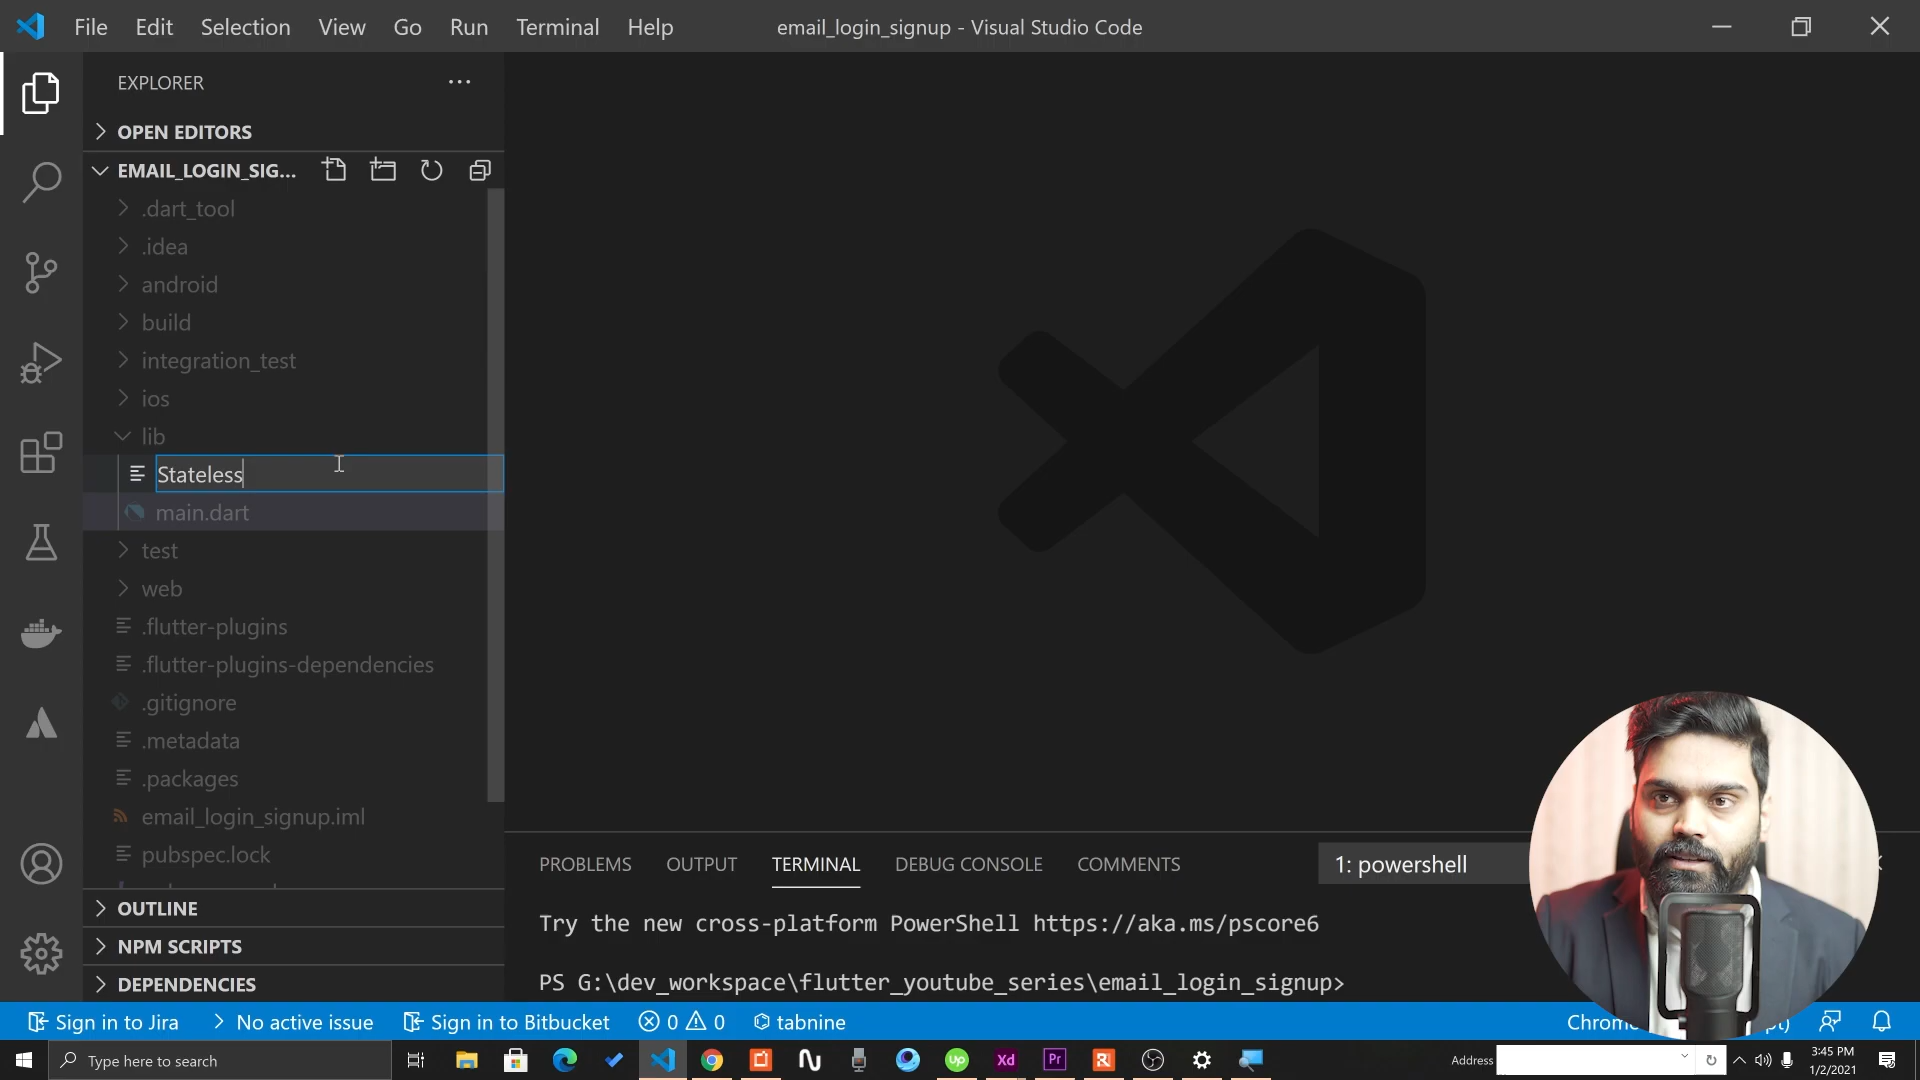 File Edit Selection View Go Run Terminal Help email_login_signup - Visual Studio Code
EXPLORER
OPEN EDITORS
EMAIL_LOGIN_SIG...
.dart_tool
.idea
android
build
integration_test
ios
lib
Stateless
main.dart
test
web
.flutter-plugins
.flutter-plugins-dependencies
.gitignore
.metadata
.packages
email_login_signup.iml
pubspec.lock
OUTLINE
NPM SCRIPTS
DEPENDENCIES
PROBLEMS OUTPUT TERMINAL DEBUG CONSOLE COMMENTS 1: powershell
Try the new cross-platform PowerShell https://aka.ms/pscore6
PS G:\dev_workspace\flutter_youtube_series\email_login_signup>
Sign in to Jira No active issue Sign in to Bitbucket 0 0 tabnine
Type here to search
Up Xd Pr
Address
3:45 PM
1/2/2021